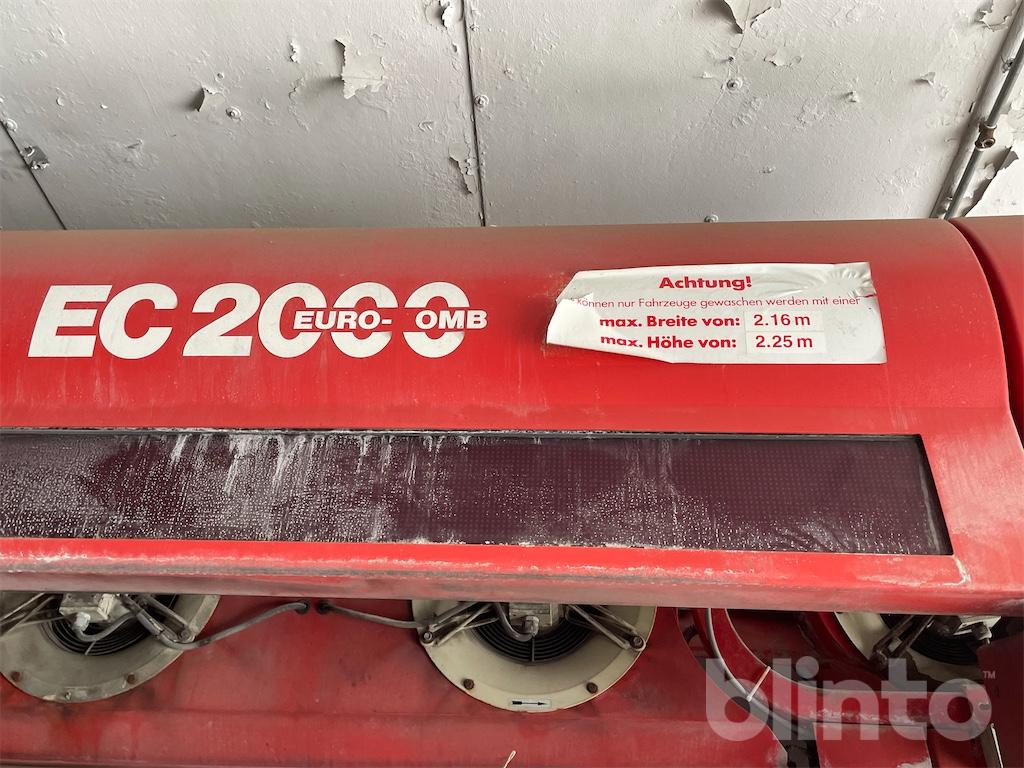 EC 2000
EURO- OMB
Achtung!
können nur Fahrzeuge gewaschen werden mit einer
max. Breite von: 2.16 m
max. Höhe von: 2.25 m
blinto™